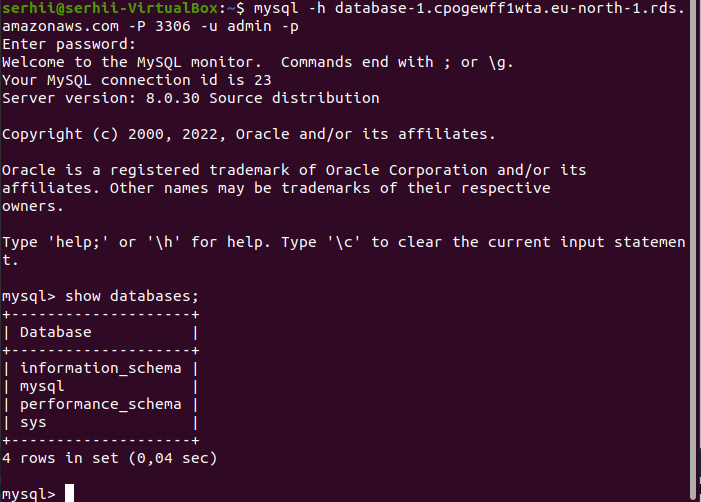 serhii@serhii-VirtualBox:~$ mysql -h database-1.cpogewff1wta.eu-north-1.rds.
amazonaws.com -P 3306 -u admin -p
Enter password:
Welcome to the MySQL monitor.  Commands end with ; or \g.
Your MySQL connection id is 23
Server version: 8.0.30 Source distribution

Copyright (c) 2000, 2022, Oracle and/or its affiliates.

Oracle is a registered trademark of Oracle Corporation and/or its
affiliates. Other names may be trademarks of their respective
owners.

Type 'help;' or '\h' for help. Type '\c' to clear the current input statemen
t.

mysql> show databases;
+--------------------+
| Database           |
+--------------------+
| information_schema |
| mysql              |
| performance_schema |
| sys                |
+--------------------+
4 rows in set (0,04 sec)

mysql>